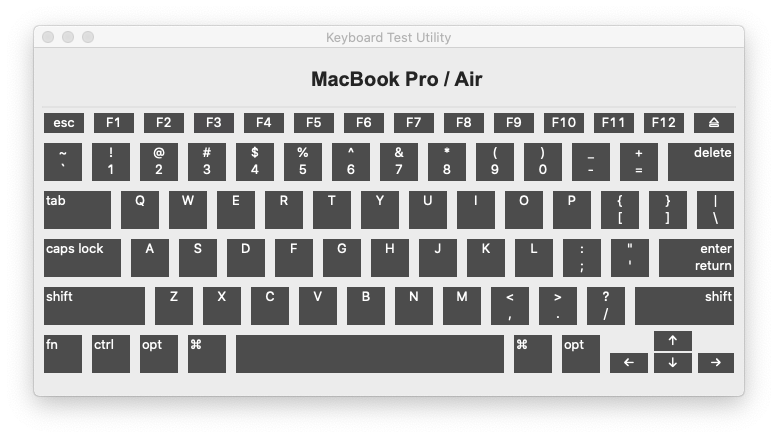 Keyboard Test Utility
MacBook Pro / Air
esc F1 F2 F3 F4 F5 F6 F7 F8 F9 F10 F11 F12 ⏏
~ ! @ # $ % ^ & * ( ) _ + delete
` 1 2 3 4 5 6 7 8 9 0 - =
tab Q W E R T Y U I O P { } |
[ ] \
caps lock A S D F G H J K L : " enter
; ' return
shift Z X C V B N M < > ? shift
, . /
fn ctrl opt ⌘ ⌘ opt ↑
← ↓ →